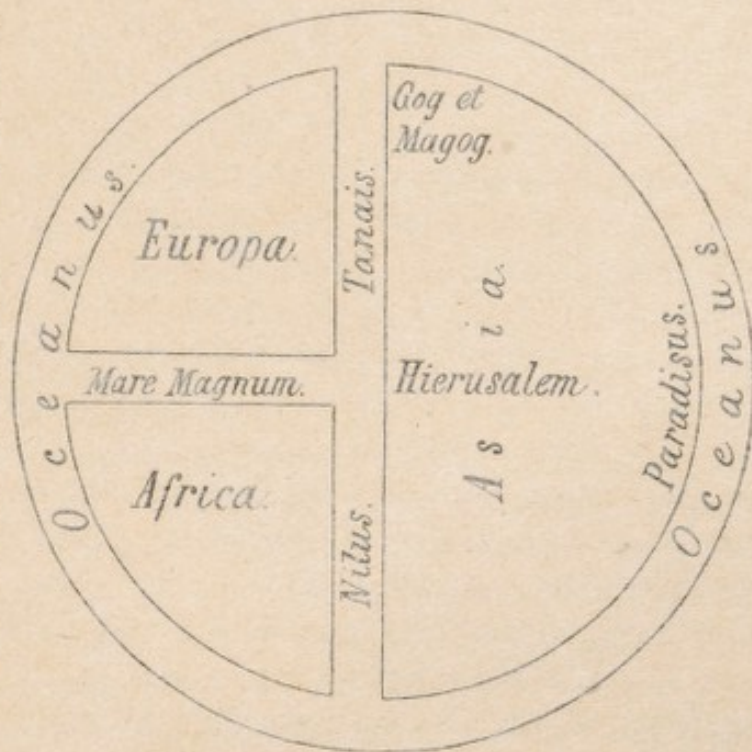 Oceanus.
Europa.
Tanais.
Gog et
Magog.
Mare Magnum.
Hierusalem.
Asia.
Paradisus.
Oceanus
Africa.
Nilus.